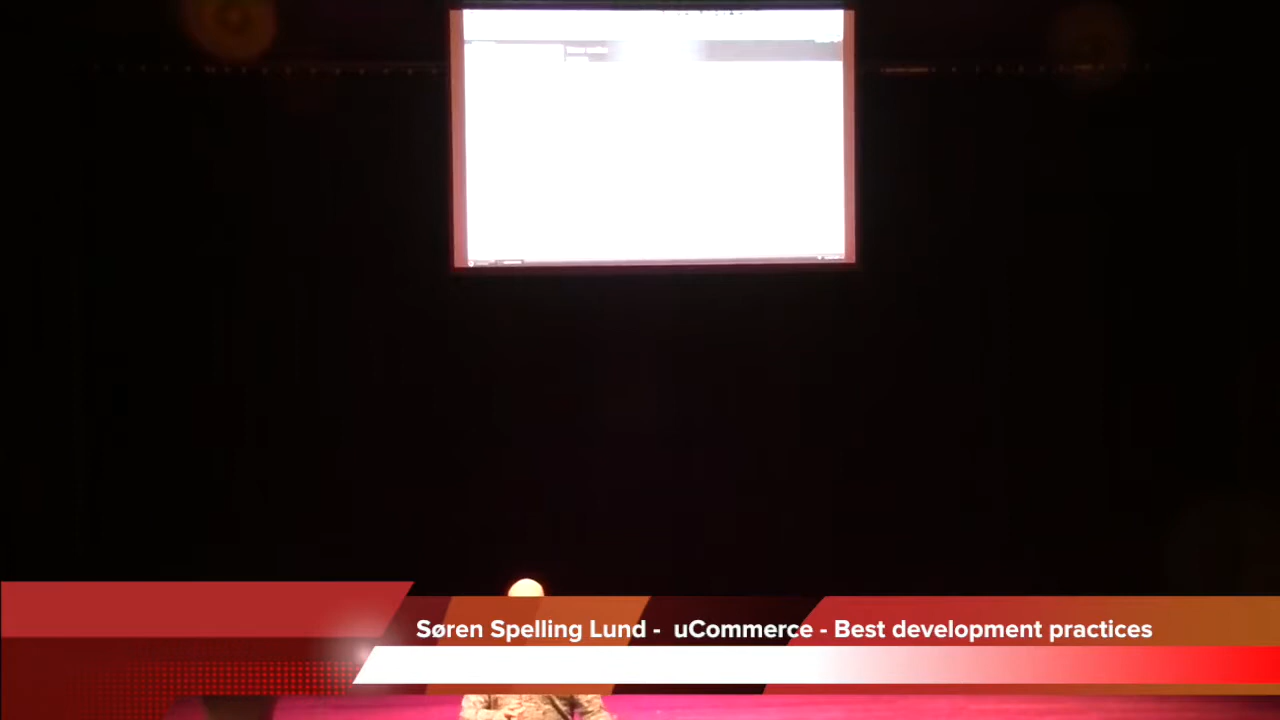 Søren Spelling Lund - uCommerce - Best development practices